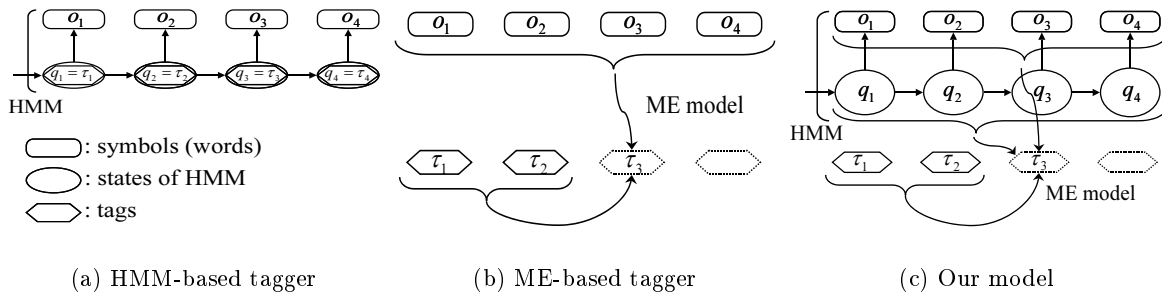 o₁ o₂ o₃ o₄
q₁ = τ₁ q₂ = τ₂ q₃ = τ₃ q₄ = τ₄
HMM
: symbols (words)
: states of HMM
: tags
(a) HMM-based tagger
o₁ o₂ o₃ o₄
ME model
τ₁ τ₂ τ₃
(b) ME-based tagger
o₁ o₂ o₃ o₄
q₁ q₂ q₃ q₄
HMM
τ₁ τ₂ τ₃
ME model
(c) Our model